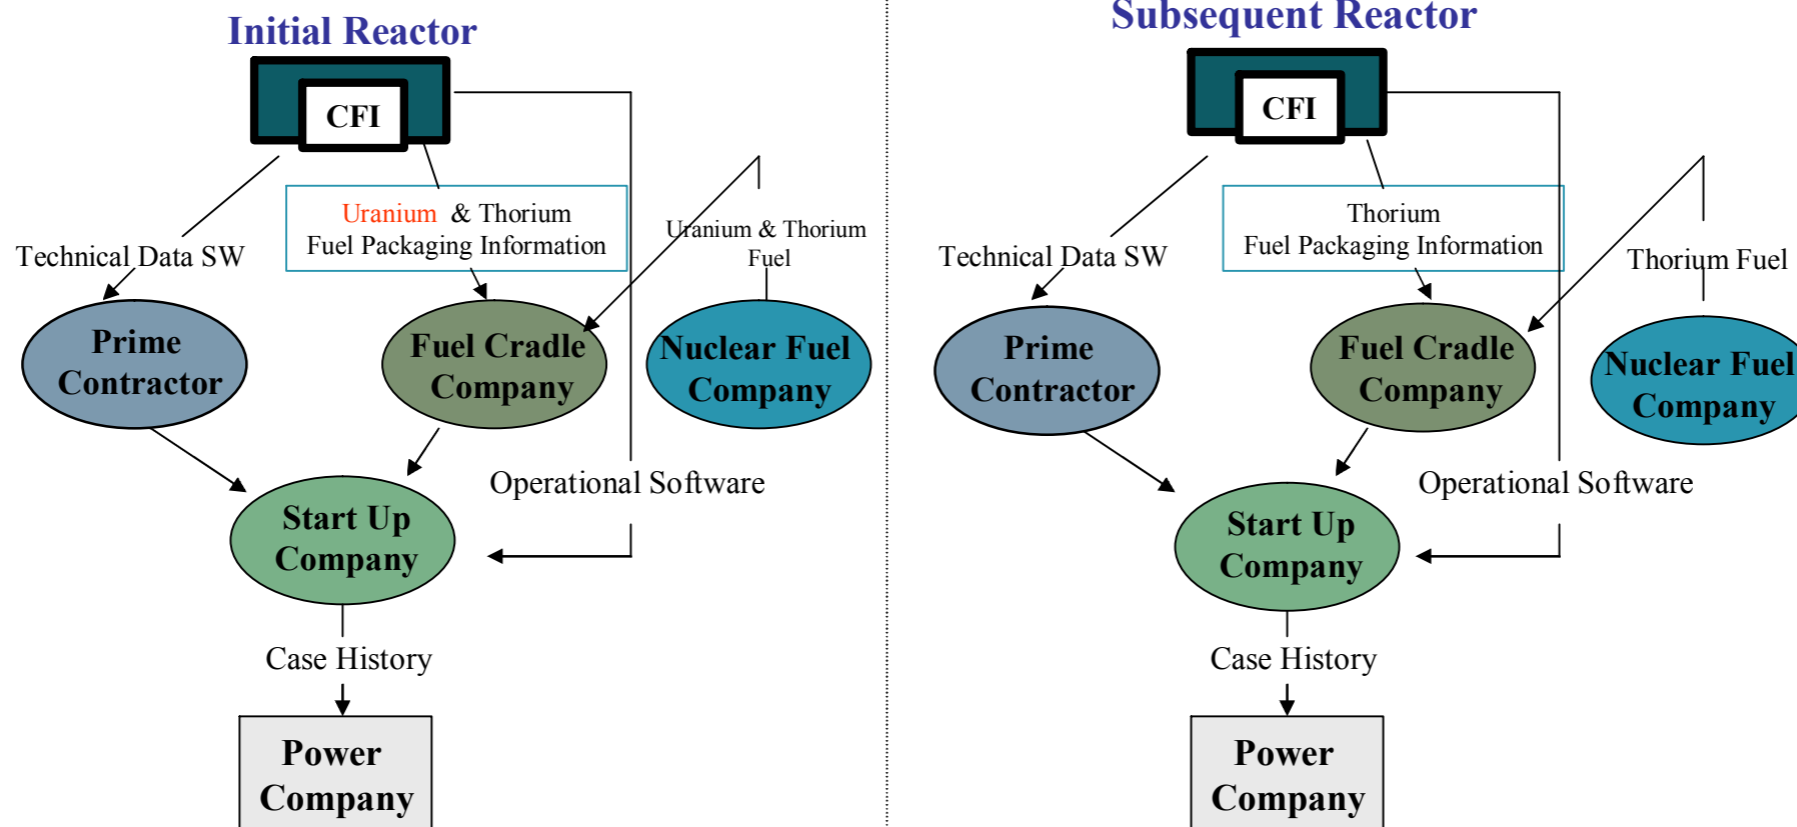 Initial Reactor
CFI
Uranium & Thorium
Fuel Packaging Information
Uranium & Thorium
Fuel
Technical Data SW
Prime
Contractor
Fuel Cradle
Company
Nuclear Fuel
Company
Operational Software
Start Up
Company
Case History
Power
Company
Subsequent Reactor
CFI
Thorium
Fuel Packaging Information
Technical Data SW
Thorium Fuel
Prime
Contractor
Fuel Cradle
Company
Nuclear Fuel
Company
Operational Software
Start Up
Company
Case History
Power
Company